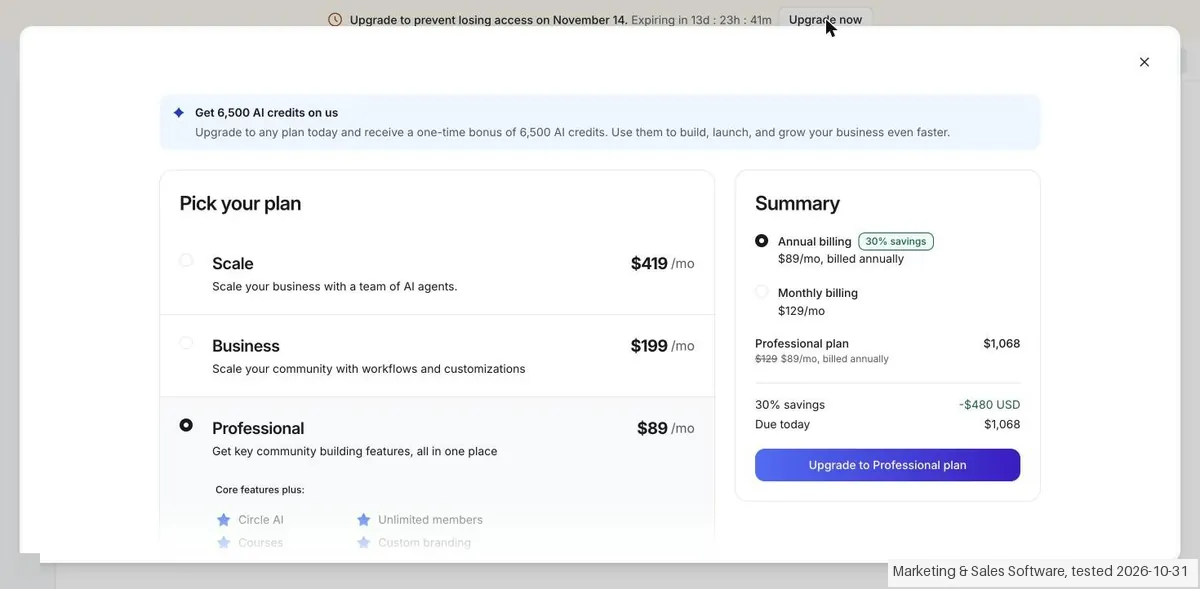 Upgrade to prevent losing access on November 14. Expiring in 13d : 23h : 41m Upgrade now
Get 6,500 AI credits on us
Upgrade to any plan today and receive a one-time bonus of 6,500 AI credits. Use them to build, launch, and grow your business even faster.
Pick your plan
Scale $419 /mo
Scale your business with a team of AI agents.
Business $199 /mo
Scale your community with workflows and customizations
Professional $89 /mo
Get key community building features, all in one place
Core features plus:
Circle AI Unlimited members
Courses Custom branding
Summary
Annual billing 30% savings
$89/mo, billed annually
Monthly billing
$129/mo
Professional plan $1,068
$129 $89/mo, billed annually
30% savings -$480 USD
Due today $1,068
Upgrade to Professional plan
Marketing & Sales Software, tested 2026-10-31